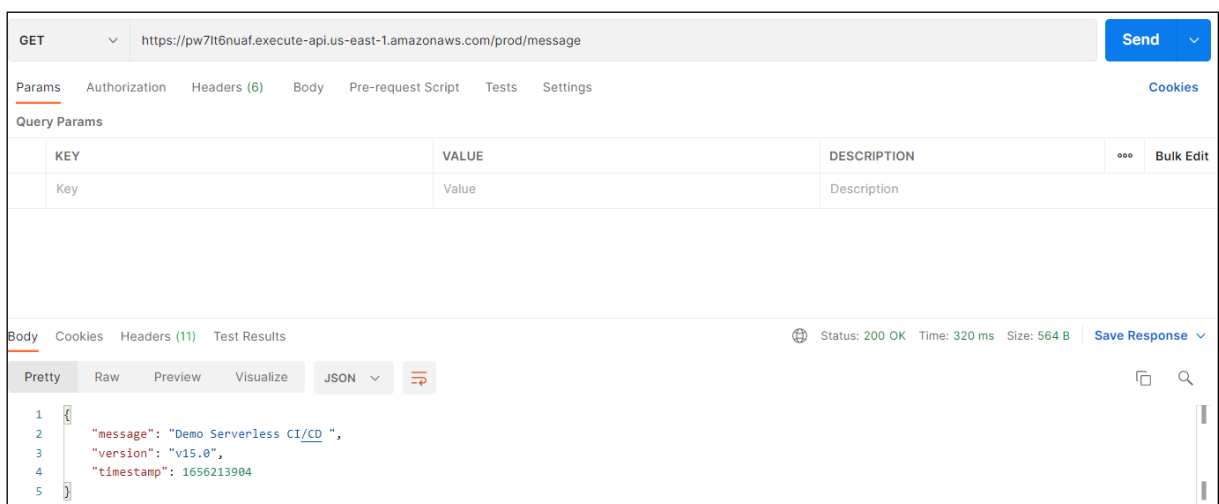 GET https://pw7lt6nuaf.execute-api.us-east-1.amazonaws.com/prod/message Send
Params Authorization Headers (6) Body Pre-request Script Tests Settings Cookies
Query Params
KEY VALUE DESCRIPTION ooo Bulk Edit
Key Value Description
Body Cookies Headers (11) Test Results Status: 200 OK Time: 320 ms Size: 564 B Save Response
Pretty Raw Preview Visualize JSON
1 {
2 "message": "Demo Serverless CI/CD ",
3 "version": "v15.0",
4 "timestamp": 1656213904
5 }